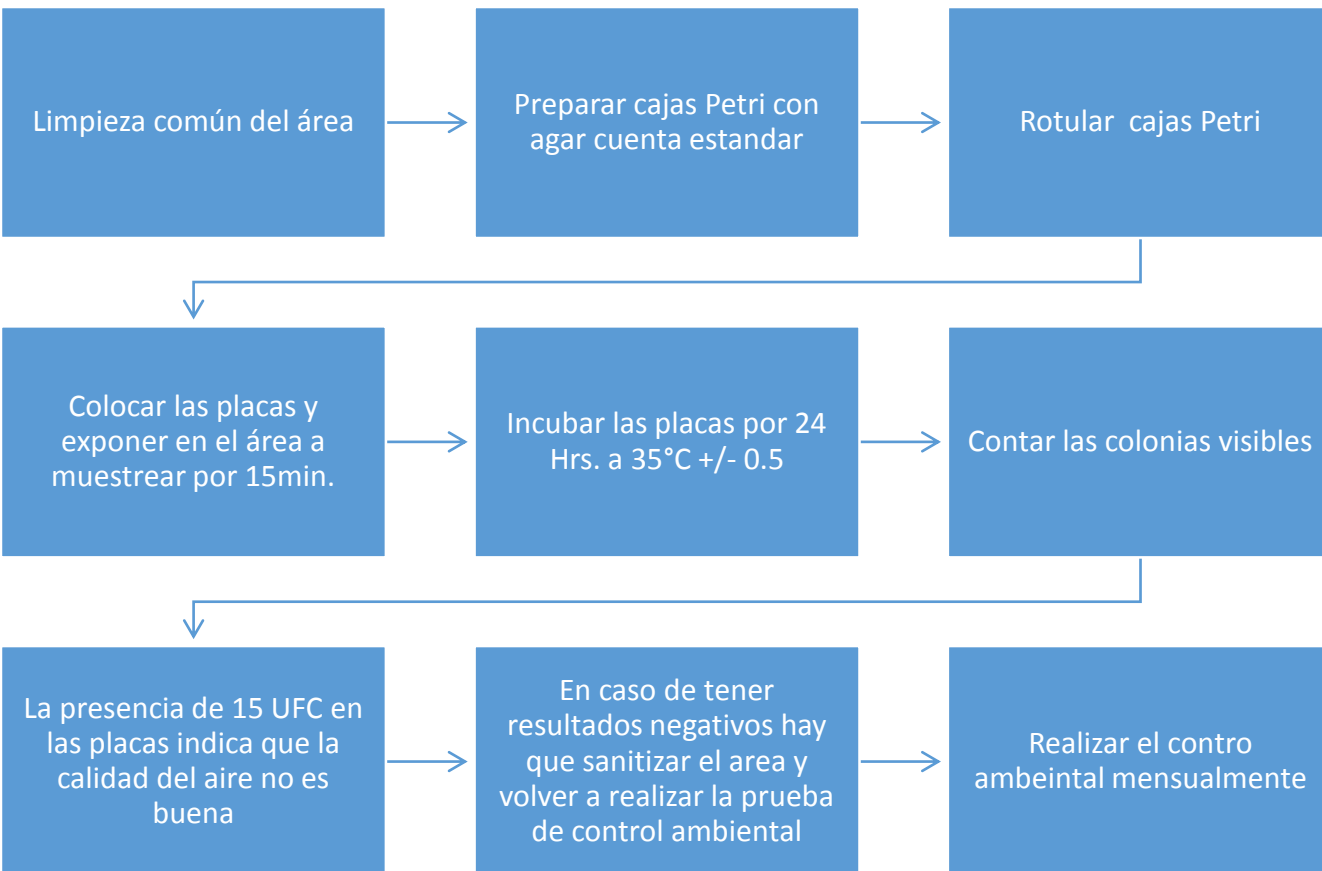 Limpieza común del área
Preparar cajas Petri con
agar cuenta estandar
Rotular cajas Petri
Colocar las placas y
exponer en el área a
muestrear por 15min.
Incubar las placas por 24
Hrs. a 35°C +/- 0.5
Contar las colonias visibles
La presencia de 15 UFC en
las placas indica que la
calidad del aire no es
buena
En caso de tener
resultados negativos hay
que sanitizar el area y
volver a realizar la prueba
de control ambiental
Realizar el contro
ambeintal mensualmente